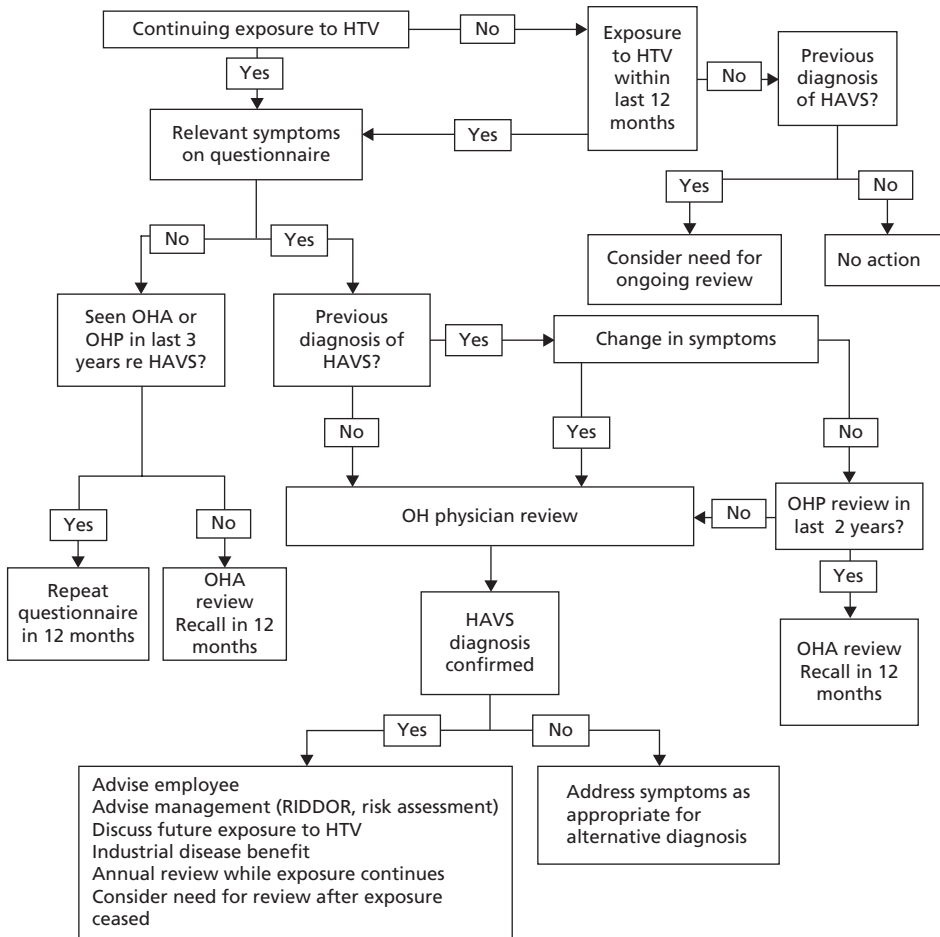 Continuing exposure to HTV
No
Exposure
to HTV
within
last 12
months
No
Previous
diagnosis
of HAVS?
Yes
Relevant symptoms
on questionnaire
Yes
Yes
No
Consider need for
ongoing review
No action
No
Yes
Seen OHA or
OHP in last 3
years re HAVS?
Previous
diagnosis of
HAVS?
Yes
Change in symptoms
No
Yes
No
Yes
No
OH physician review
No
OHP review in
last 2 years?
Repeat
questionnaire
in 12 months
OHA
review
Recall in 12
months
Yes
HAVS
diagnosis
confirmed
OHA review
Recall in 12
months
Yes
No
Advise employee
Advise management (RIDDOR, risk assessment)
Discuss future exposure to HTV
Industrial disease benefit
Annual review while exposure continues
Consider need for review after exposure
ceased
Address symptoms as
appropriate for
alternative diagnosis